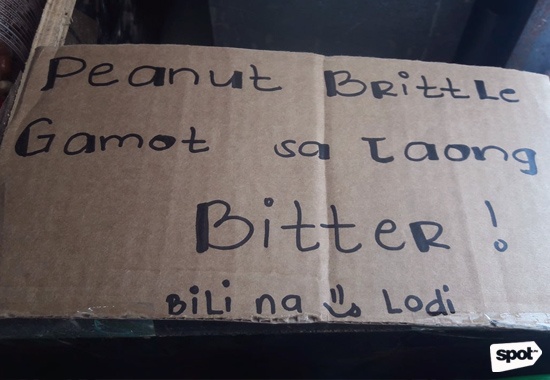 Peanut Brittle
Gamot sa Taong
Bitter !
Bili na Lodi
spot